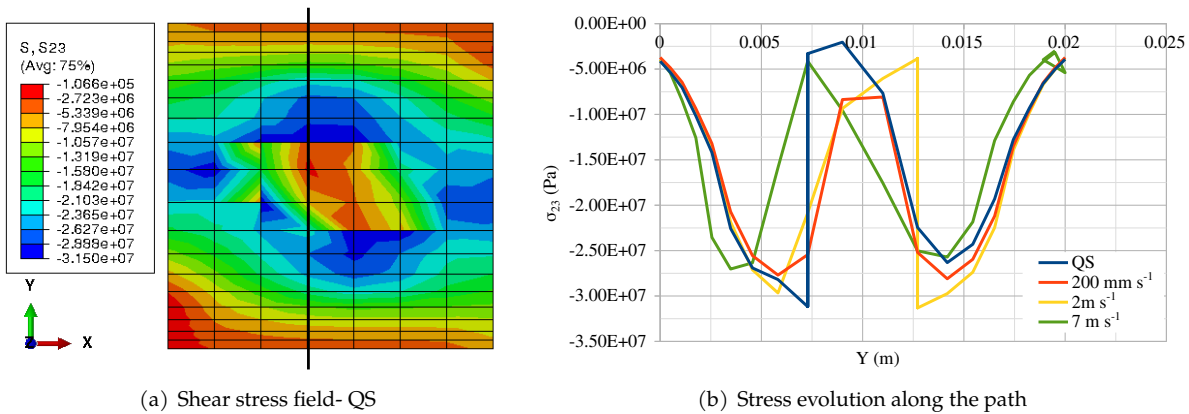 S, S23
(Avg: 75%)
-1.066e+05
-2.723e+06
-5.339e+06
-7.954e+06
-1.057e+07
-1.319e+07
-1.580e+07
-1.942e+07
-2.103e+07
-2.365e+07
-2.627e+07
-2.888e+07
-3.150e+07
Y
Z
X
(a) Shear stress field- QS
0.00E+00
-5.00E+06
-1.00E+07
-1.50E+07
-2.00E+07
-2.50E+07
-3.00E+07
-3.50E+07
σ23 (Pa)
0 0.005 0.01 0.015 0.02 0.025
QS
200 mm s-1
2m s-1
7 m s-1
Y (m)
(b) Stress evolution along the path